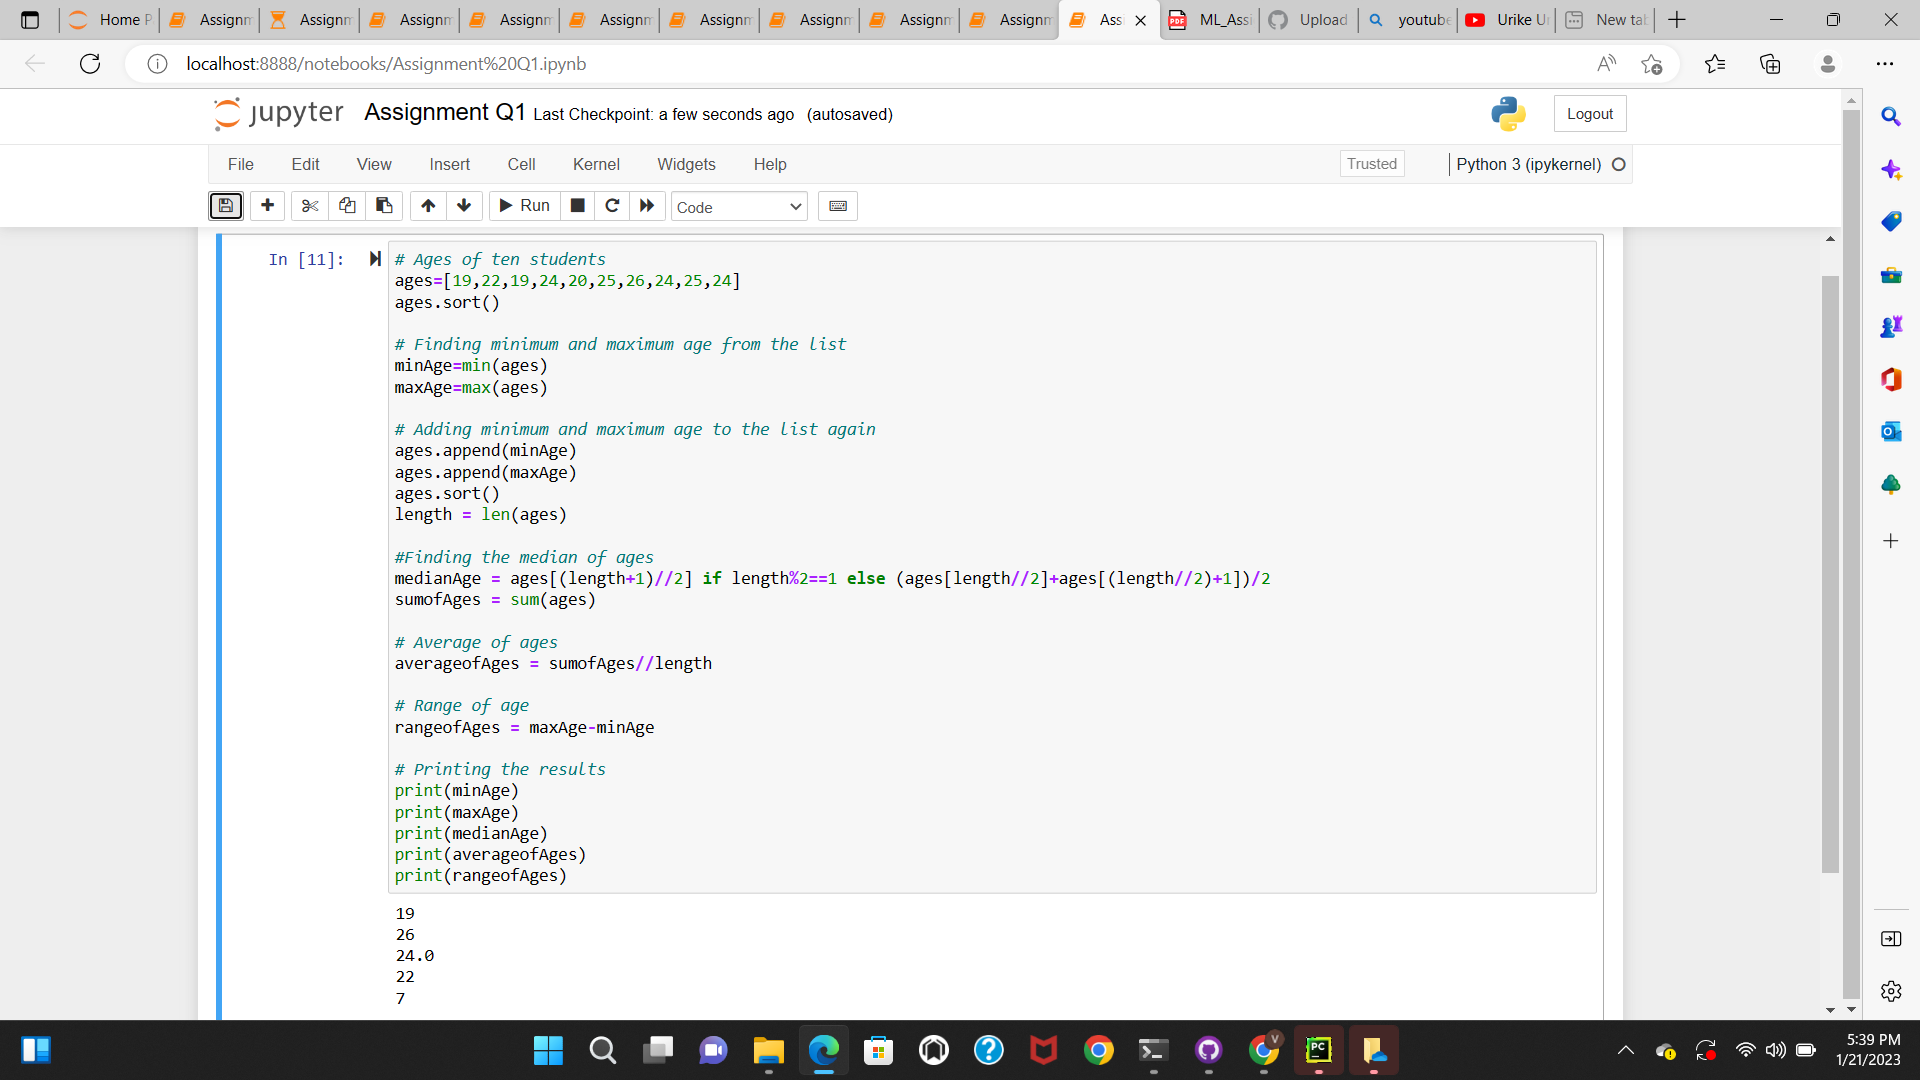 Home P
Assignm
Assignm
Assignm
Assignm
Assignm
Assignm
Assignm
Assignm
Assignm
Ass
ML_Assi
Upload
youtube
Urike U
New tab
localhost:8888/notebooks/Assignment%20Q1.ipynb
jupyter Assignment Q1 Last Checkpoint: a few seconds ago (autosaved)
Logout
File Edit View Insert Cell Kernel Widgets Help
Trusted
Python 3 (ipykernel)
Run
Code
In [11]:
# Ages of ten students
ages=[19,22,19,24,20,25,26,24,25,24]
ages.sort()
# Finding minimum and maximum age from the list
minAge=min(ages)
maxAge=max(ages)
# Adding minimum and maximum age to the list again
ages.append(minAge)
ages.append(maxAge)
ages.sort()
length = len(ages)
#Finding the median of ages
medianAge = ages[(length+1)//2] if length%2==1 else (ages[length//2]+ages[(length//2)+1])/2
sumofAges = sum(ages)
# Average of ages
averageofAges = sumofAges//length
# Range of age
rangeofAges = maxAge-minAge
# Printing the results
print(minAge)
print(maxAge)
print(medianAge)
print(averageofAges)
print(rangeofAges)
19
26
24.0
22
7
5:39 PM
1/21/2023